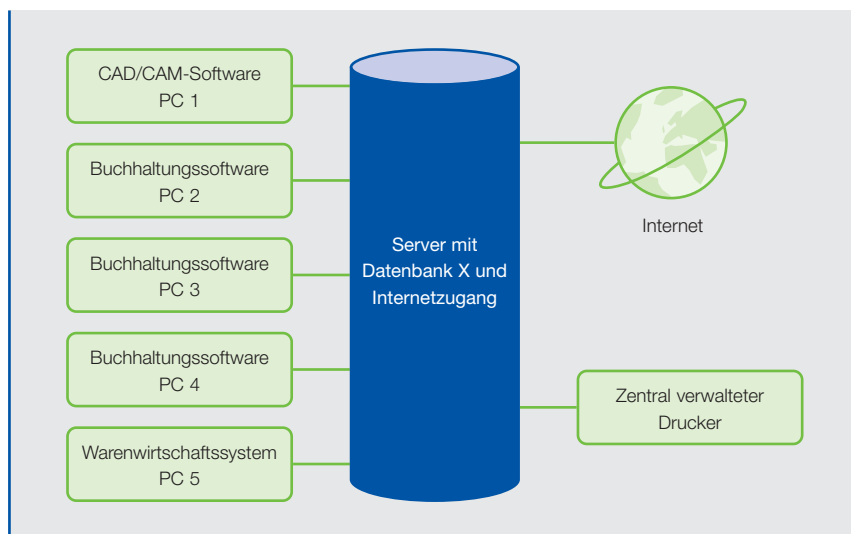 CAD/CAM-Software
PC 1
Buchhaltungssoftware
PC 2
Buchhaltungssoftware
PC 3
Buchhaltungssoftware
PC 4
Warenwirtschaftssystem
PC 5
Server mit
Datenbank X und
Internetzugang
Internet
Zentral verwalteter
Drucker